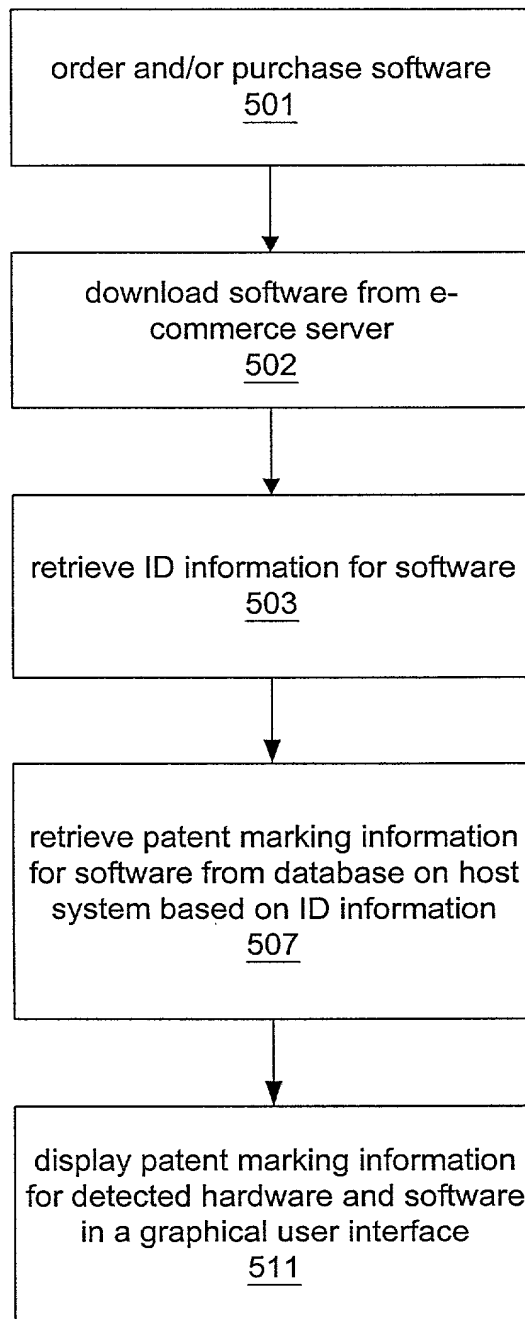 order and/or purchase software
501
download software from e-
commerce server
502
retrieve ID information for software
503
retrieve patent marking information
for software from database on host
system based on ID information
507
display patent marking information
for detected hardware and software
in a graphical user interface
511